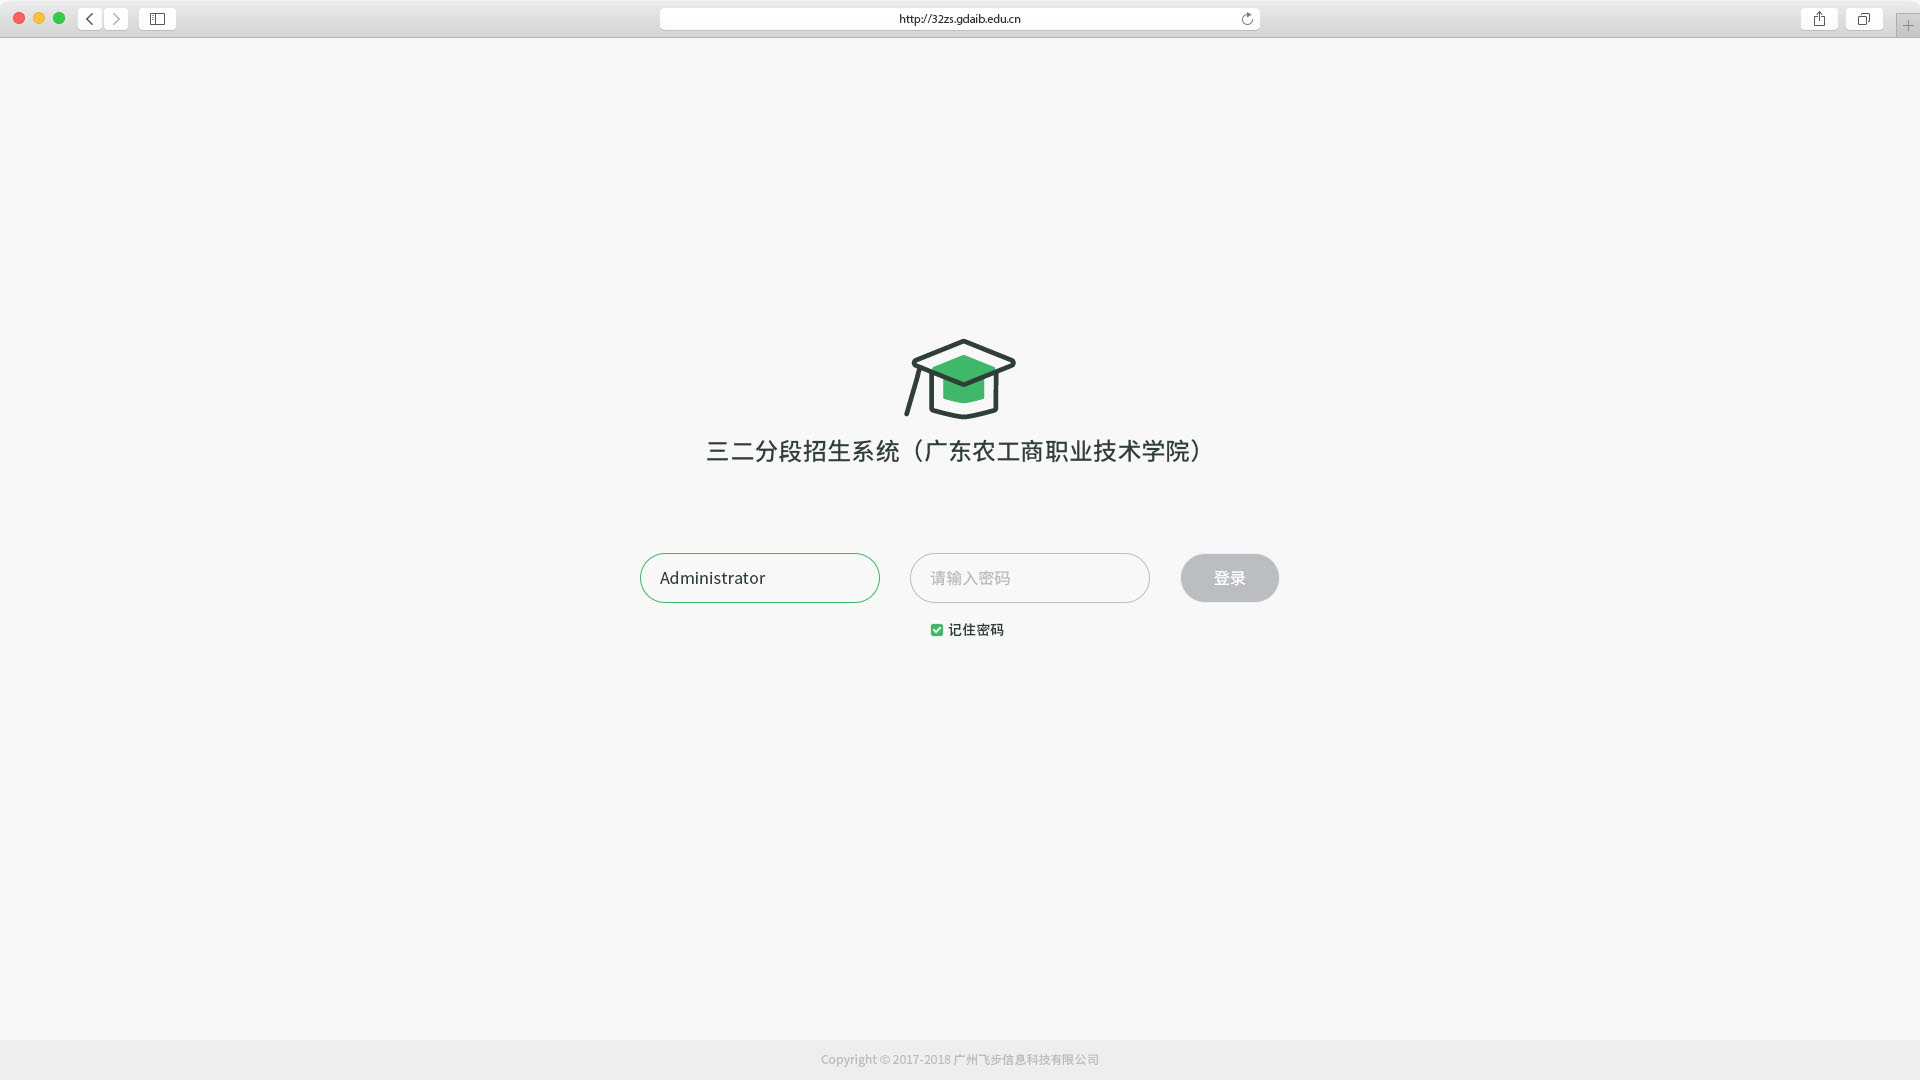 http://32zs.gdaib.edu.cn
三二分段招生系统（广东农工商职业技术学院）
Administrator
请输入密码
登录
记住密码
Copyright © 2017-2018 广州飞步信息科技有限公司